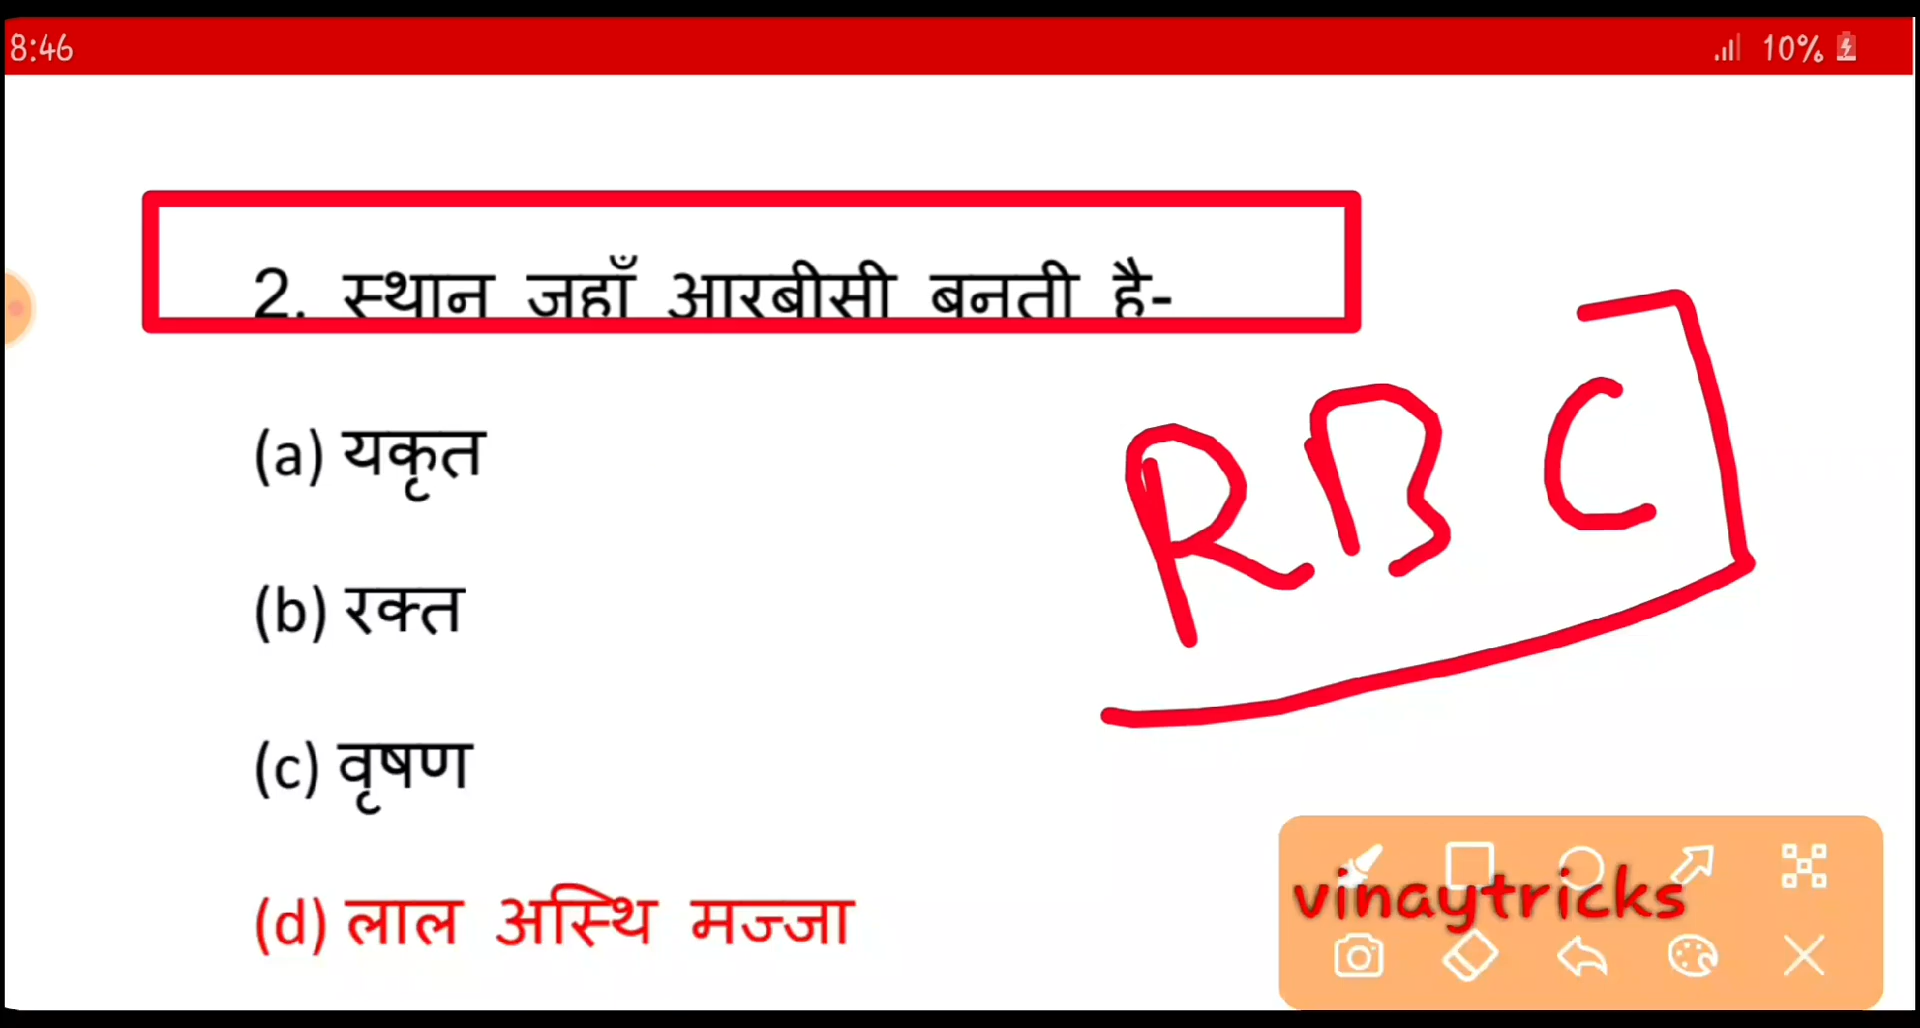 8:46
10%
2. स्थान जहाँ आरबीसी बनती है-
(a) यकृत
RBC
(b) रक्त
(c) वृषण
(d) लाल अस्थि मज्जा
vinaytricks